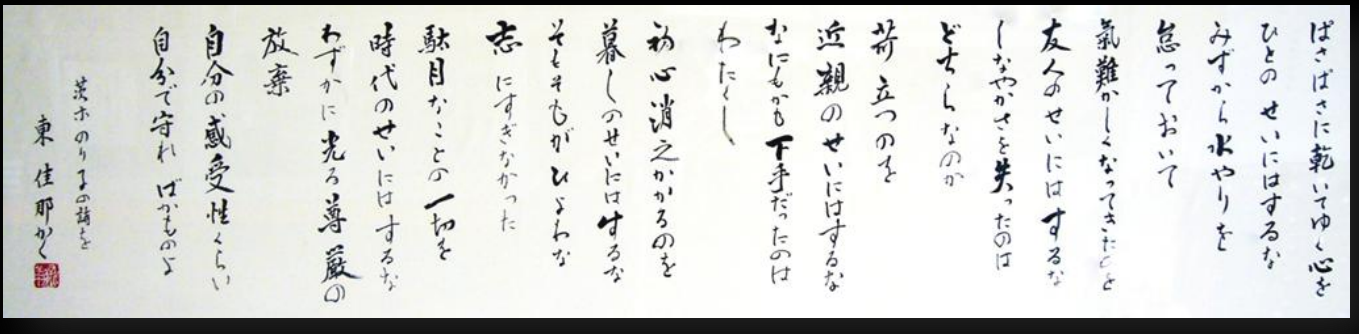 ぱさぱさに乾いてゆく心を
ひとのせいにはするな
みずから水やりを
怠っておいて
氣難かしくなってきたのを
友人のせいにはするな
しなやかさを失ったのは
どちらなのか
苛立つのを
近親のせいにはするな
なにもかも下手だったのは
わたくし
初心消えかかるのを
暮しのせいにはするな
そもそもがひよわな
志にすぎなかった
駄目なことの一切を
時代のせいにはするな
わずかに光る尊厳の
放棄
自分の感受性くらい
自分で守れ ばかものよ
茨木のり子の詩を
東佳那かく